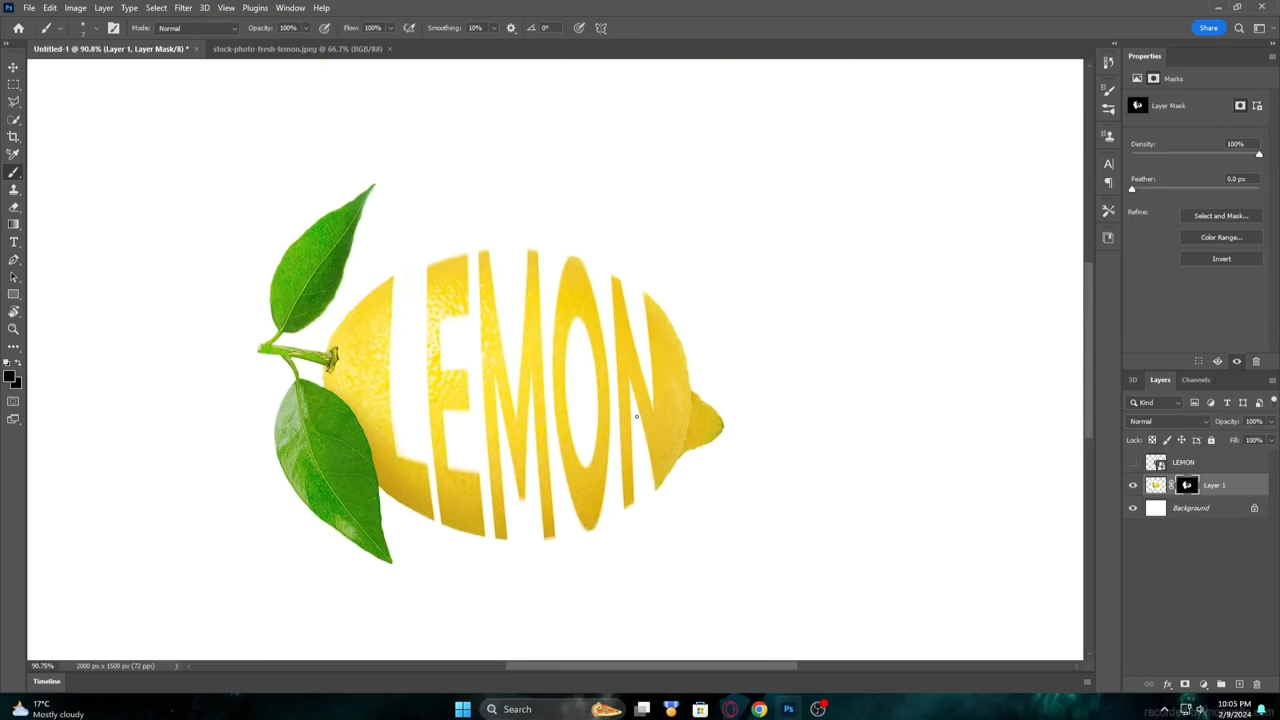 Ps File Edit Image Layer Type Select Filter 3D View Plugins Window Help
7 Mode: Normal Opacity: 100% Flow: 100% Smoothing: 10% 0° Share
Untitled-1 @ 90.8% (Layer 1, Layer Mask/8) * × stock-photo-fresh-lemon.jpeg @ 66.7% (RGB/8#) ×
Properties
Masks
Layer Mask
Density: 100%
Feather: 0.0 px
Refine: Select and Mask...
Color Range...
Invert
LEMON
3D Layers Channels
Kind
Normal Opacity: 100%
Lock: Fill: 100%
LEMON
Layer 1
Background
90.75% 2000 px x 1500 px (72 ppi)
Timeline
17°C
Mostly cloudy
Search
Ps
10:05 PM
2/9/2024